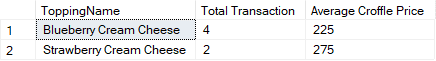 ToppingName Total Transaction Average Croffle Price
1 Blueberry Cream Cheese 4 225
2 Strawberry Cream Cheese 2 275